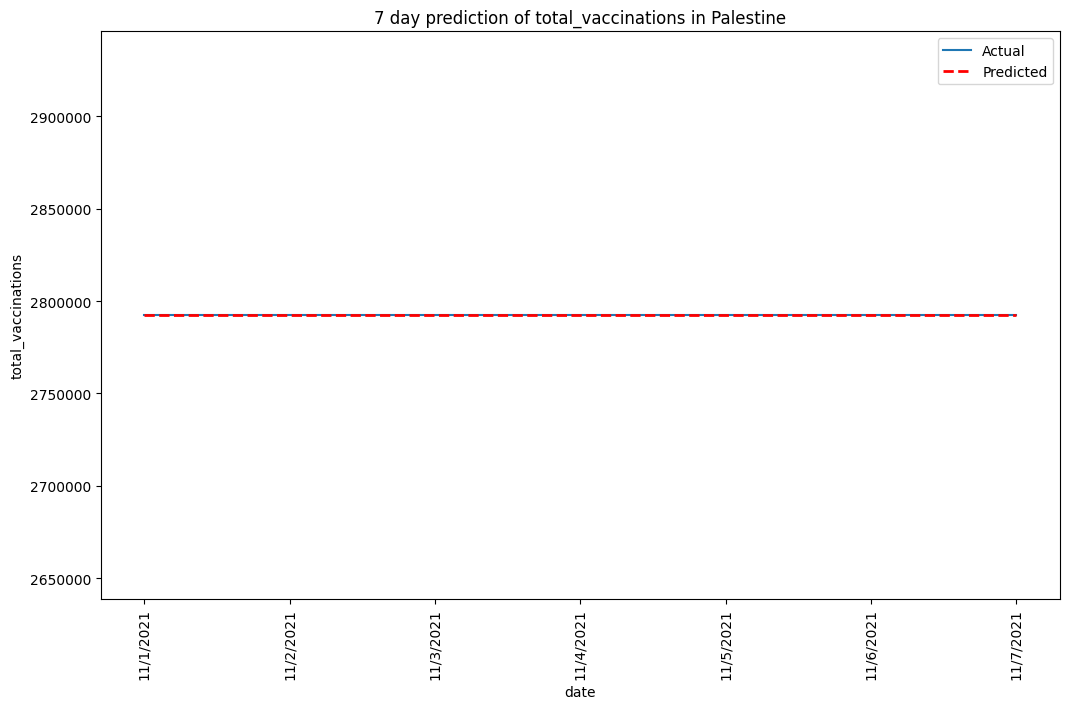 7 day prediction of total_vaccinations in Palestine
Actual
Predicted
total_vaccinations
2900000
2850000
2800000
2750000
2700000
2650000
11/1/2021
11/2/2021
11/3/2021
11/4/2021
11/5/2021
11/6/2021
11/7/2021
date